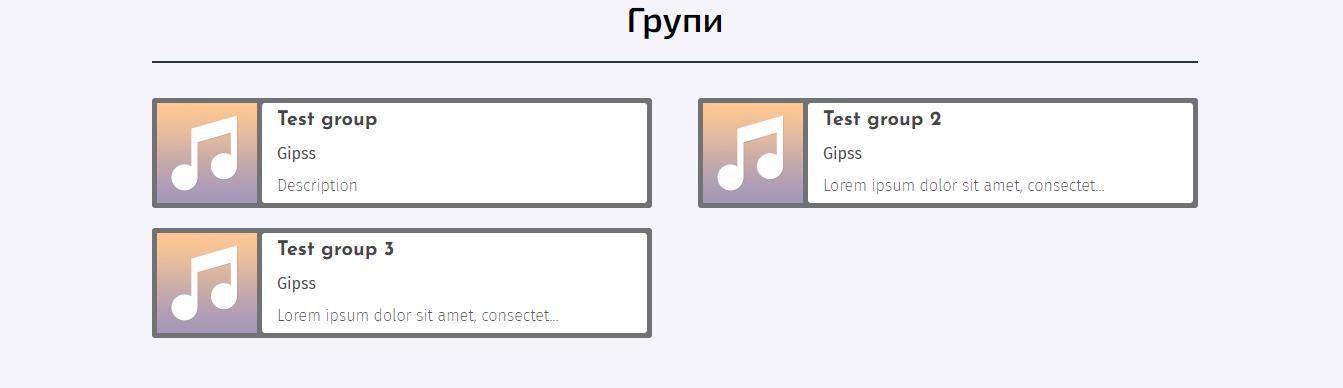 Групи
Test group
Gipss
Description
Test group 2
Gipss
Lorem ipsum dolor sit amet, consectet...
Test group 3
Gipss
Lorem ipsum dolor sit amet, consectet...